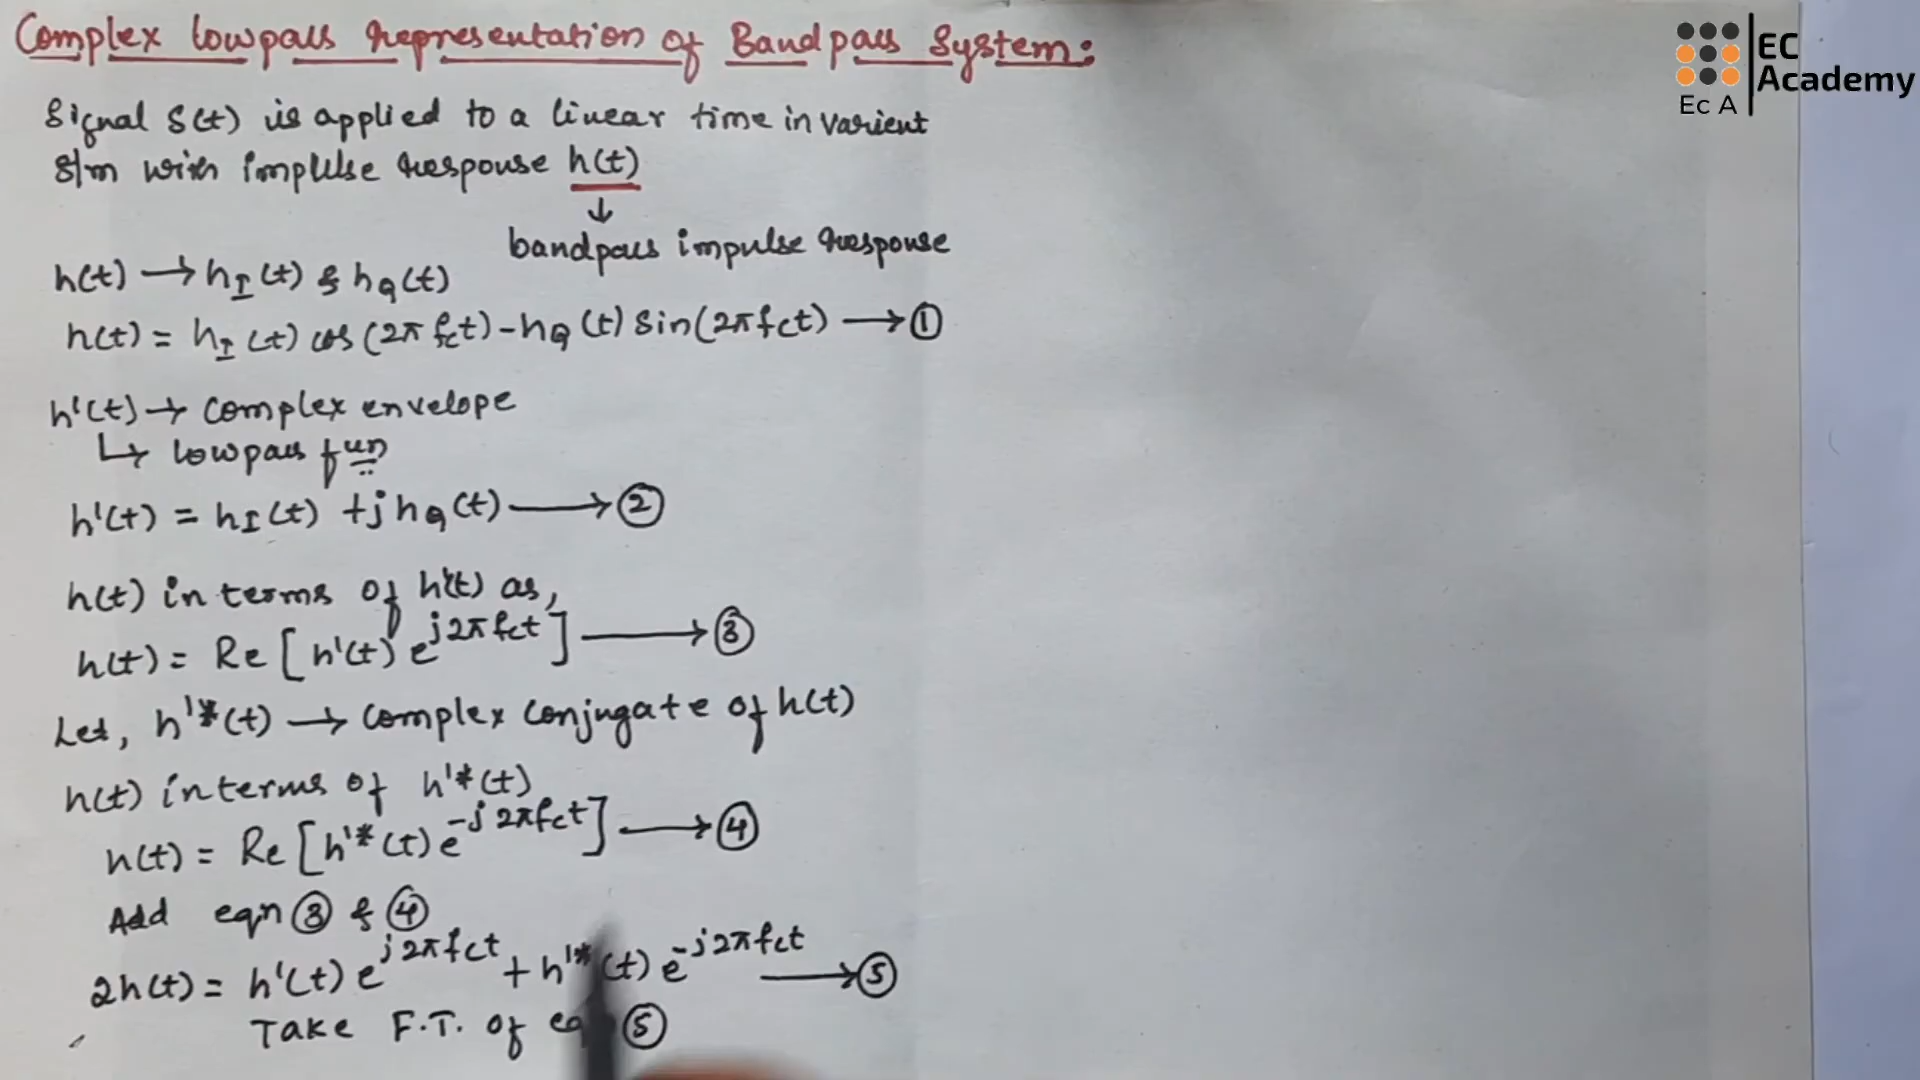 Complex lowpass representation of Bandpass System:
EC
Academy
Ec A
Signal S(t) is applied to a linear time invarient
s/m with impulse response h(t)
↓
bandpass impulse response
h(t) → hI(t) & hQ(t)
h(t) = hI(t) cos(2πfct) - hQ(t) sin(2πfct) → ①
h'(t) → complex envelope
↳ lowpass fun
h'(t) = hI(t) + j hQ(t) → ②
h(t) in terms of h'(t) as,
h(t) = Re [h'(t) e^j2πfct] → ③
Let, h'*(t) → complex conjugate of h(t)
h(t) interms of h'*(t)
h(t) = Re [h'*(t) e^-j2πfct] → ④
Add eqn ③ & ④
2h(t) = h'(t) e^j2πfct + h'*(t) e^-j2πfct → ⑤
Take F.T. of ⑤